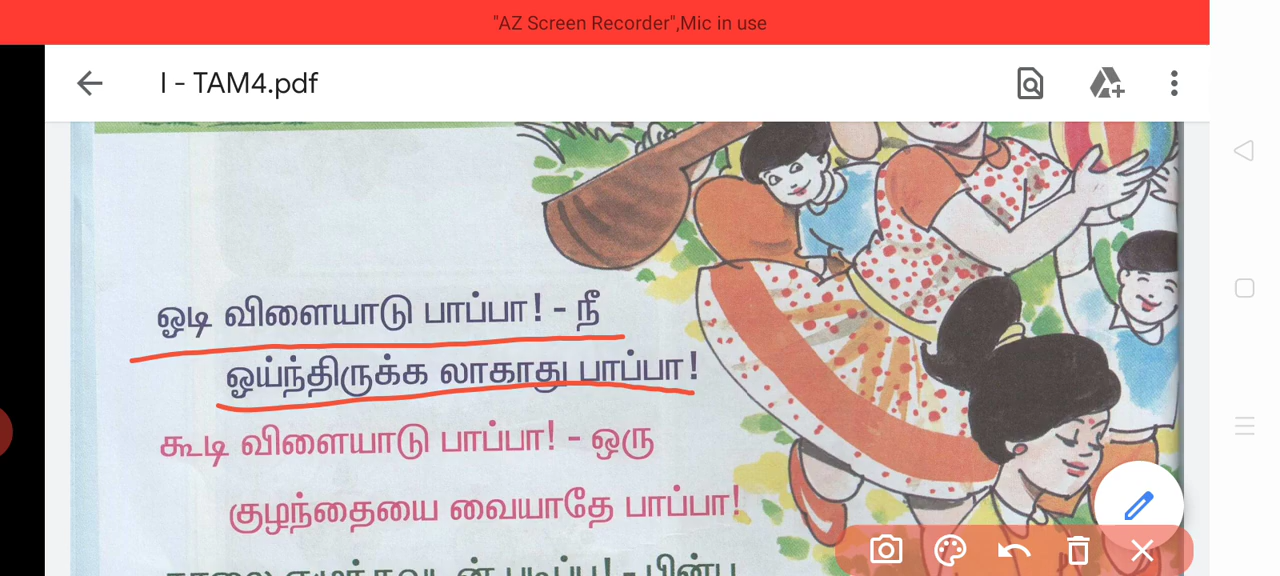 "AZ Screen Recorder",Mic in use
I - TAM4.pdf
ஓடி விளையாடு பாப்பா! - நீ
ஓய்ந்திருக்க லாகாது பாப்பா!
கூடி விளையாடு பாப்பா! - ஒரு
குழந்தையை வையாதே பாப்பா!